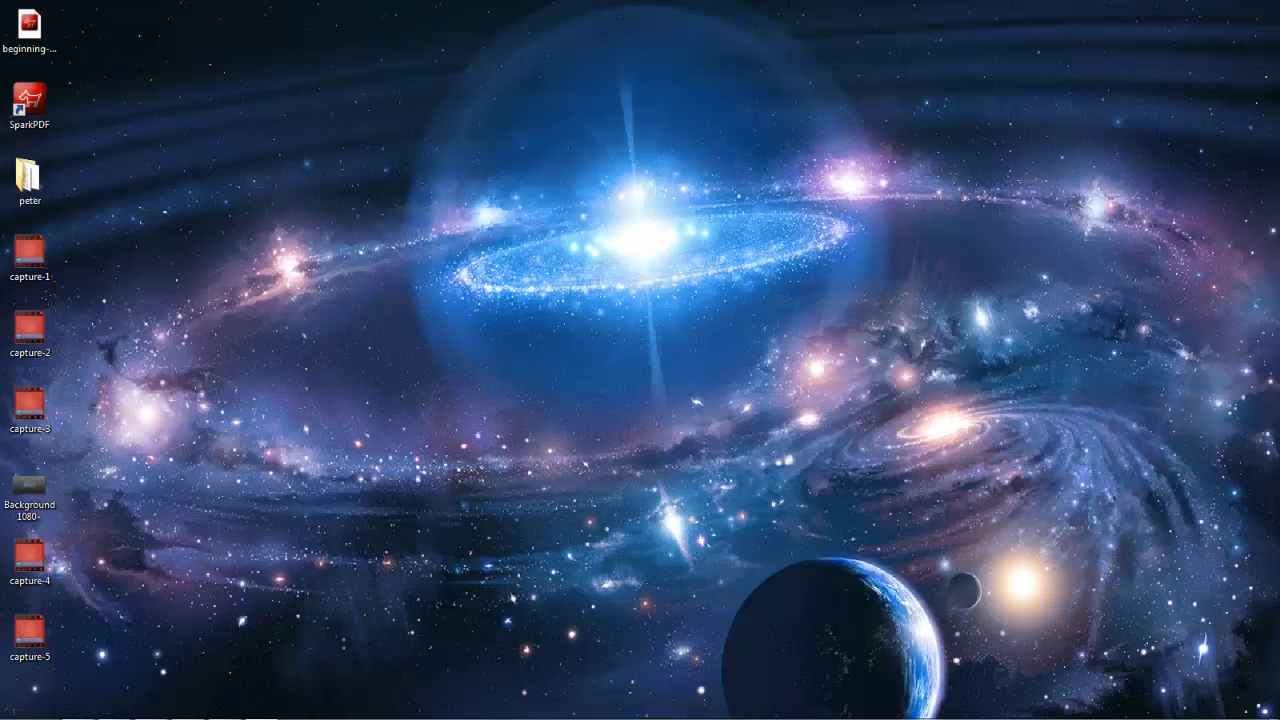 beginning-...
SparkPDF
peter
capture-1
capture-2
capture-3
Background
1080-
capture-4
capture-5